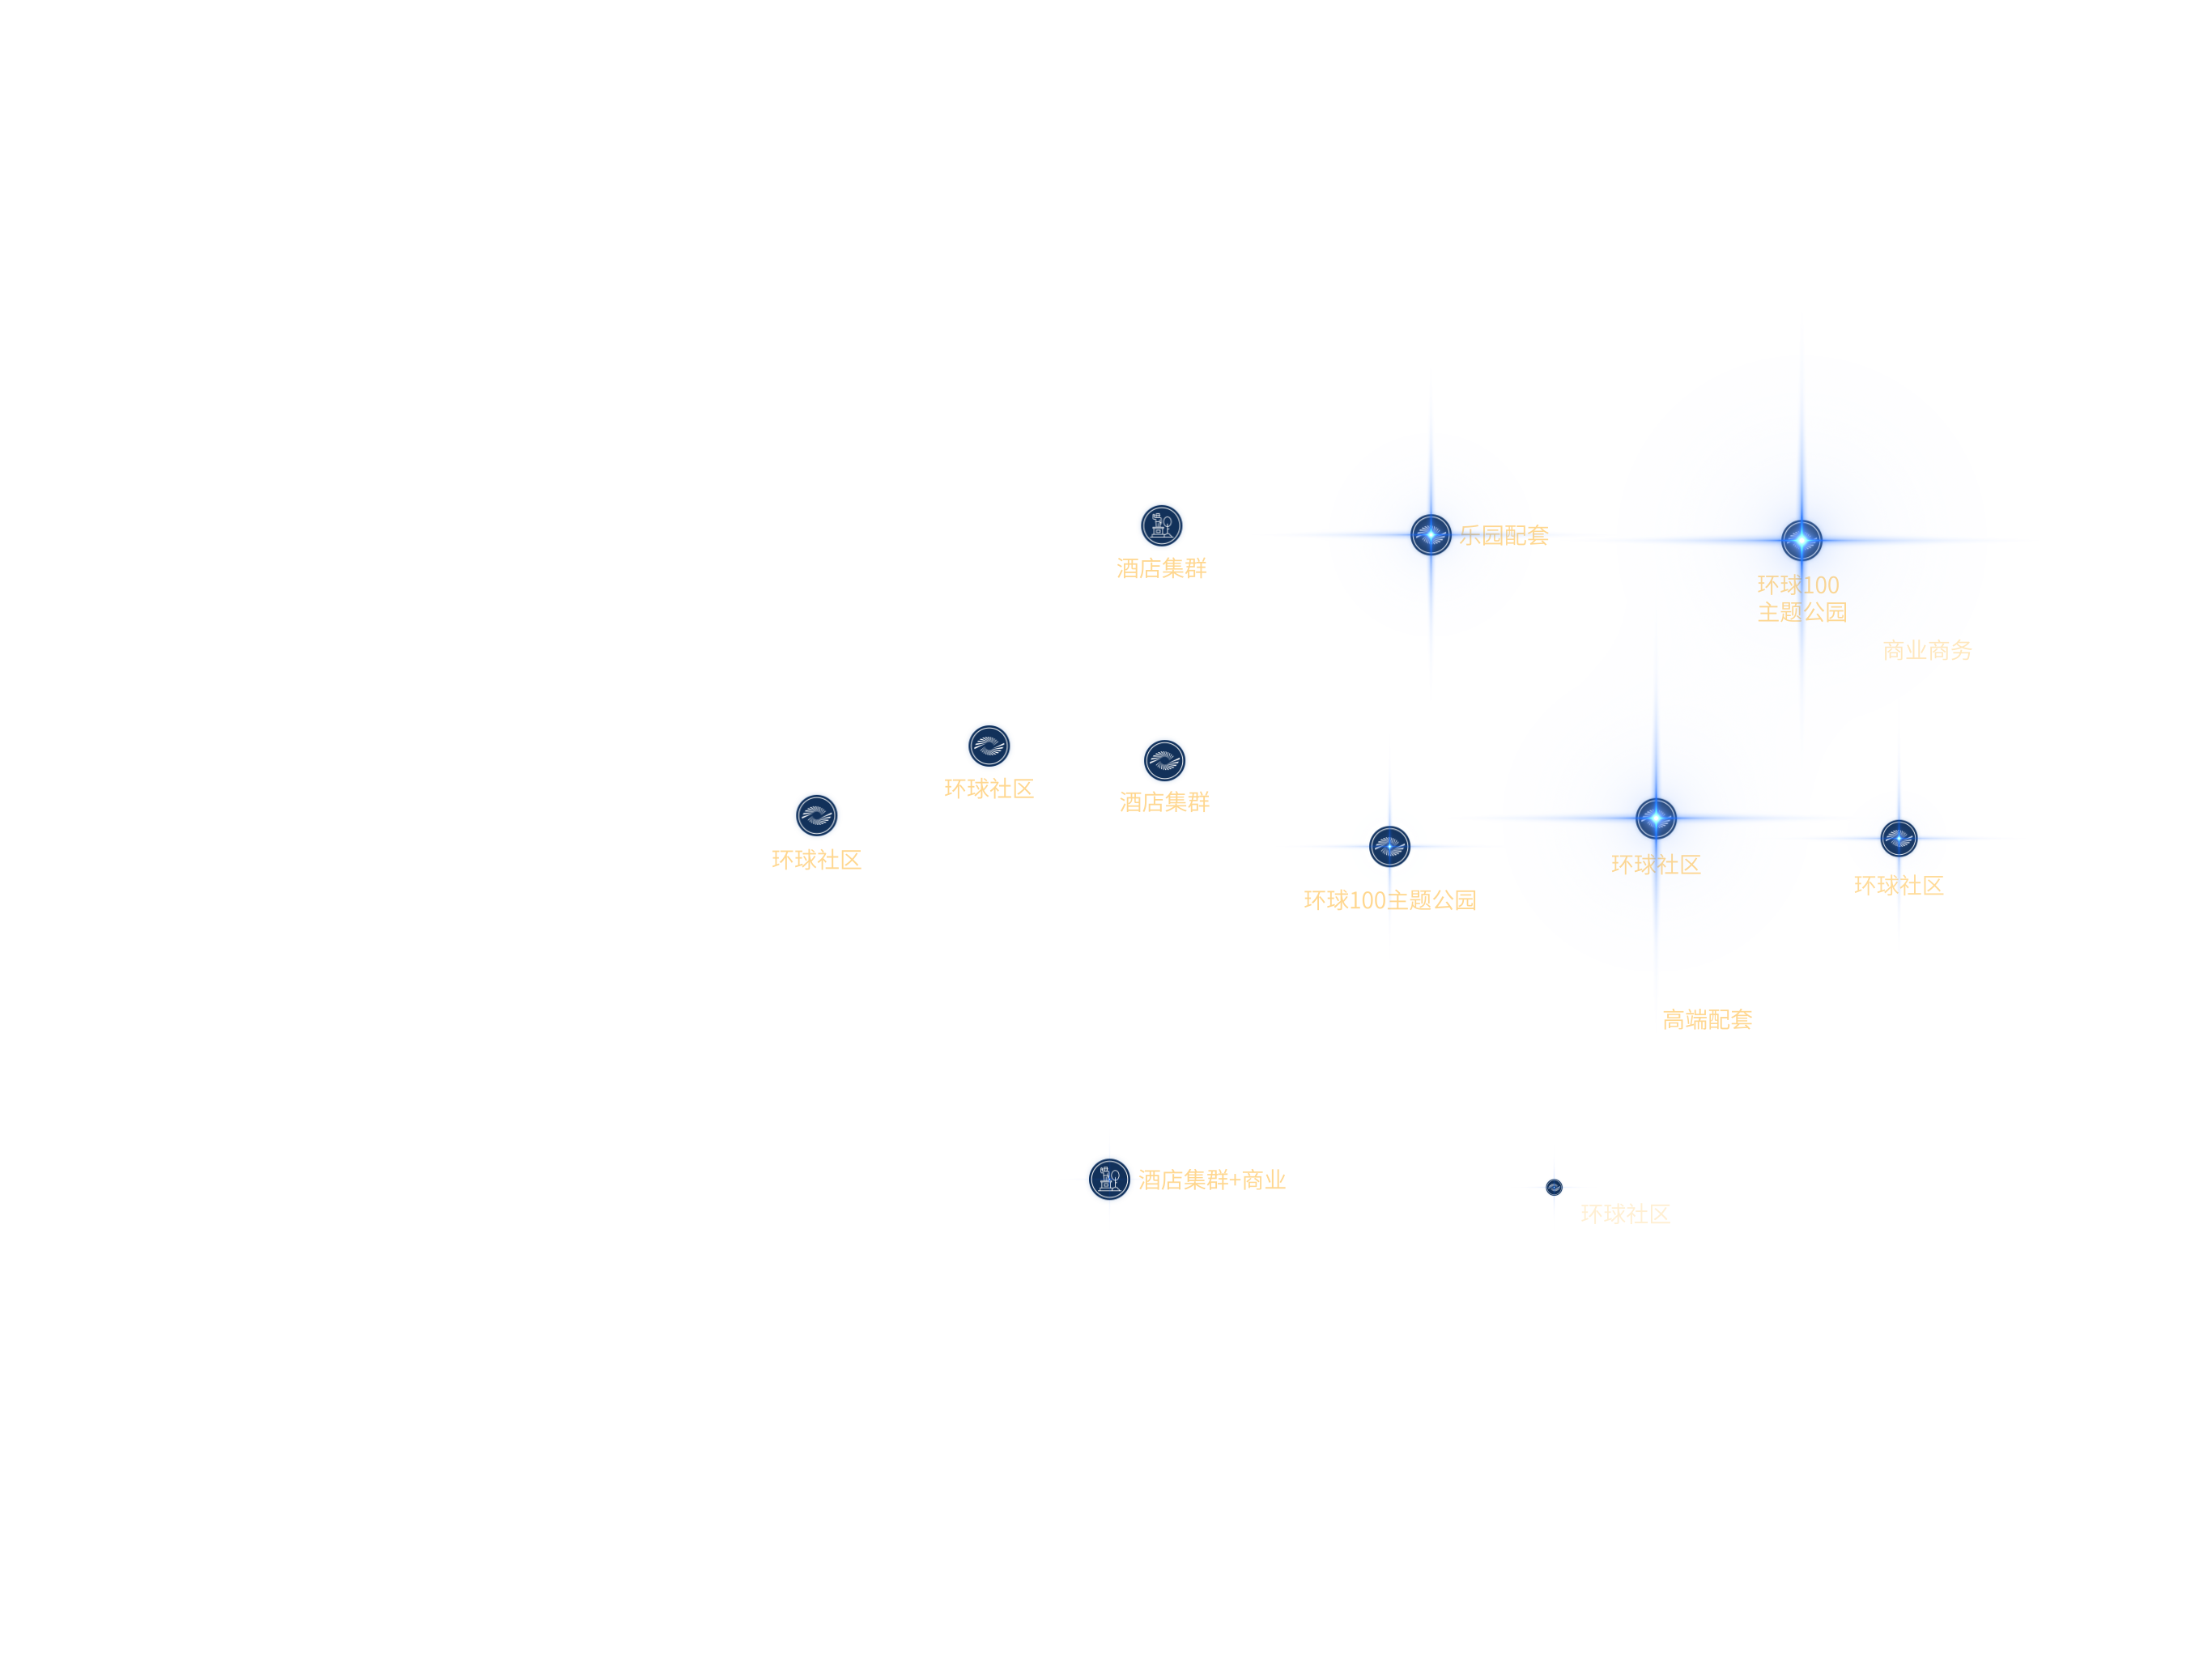 乐园配套
酒店集群
环球100
主题公园
商业商务
环球社区
酒店集群
环球社区
环球社区
环球社区
环球100主题公园
高端配套
酒店集群+商业
环球社区